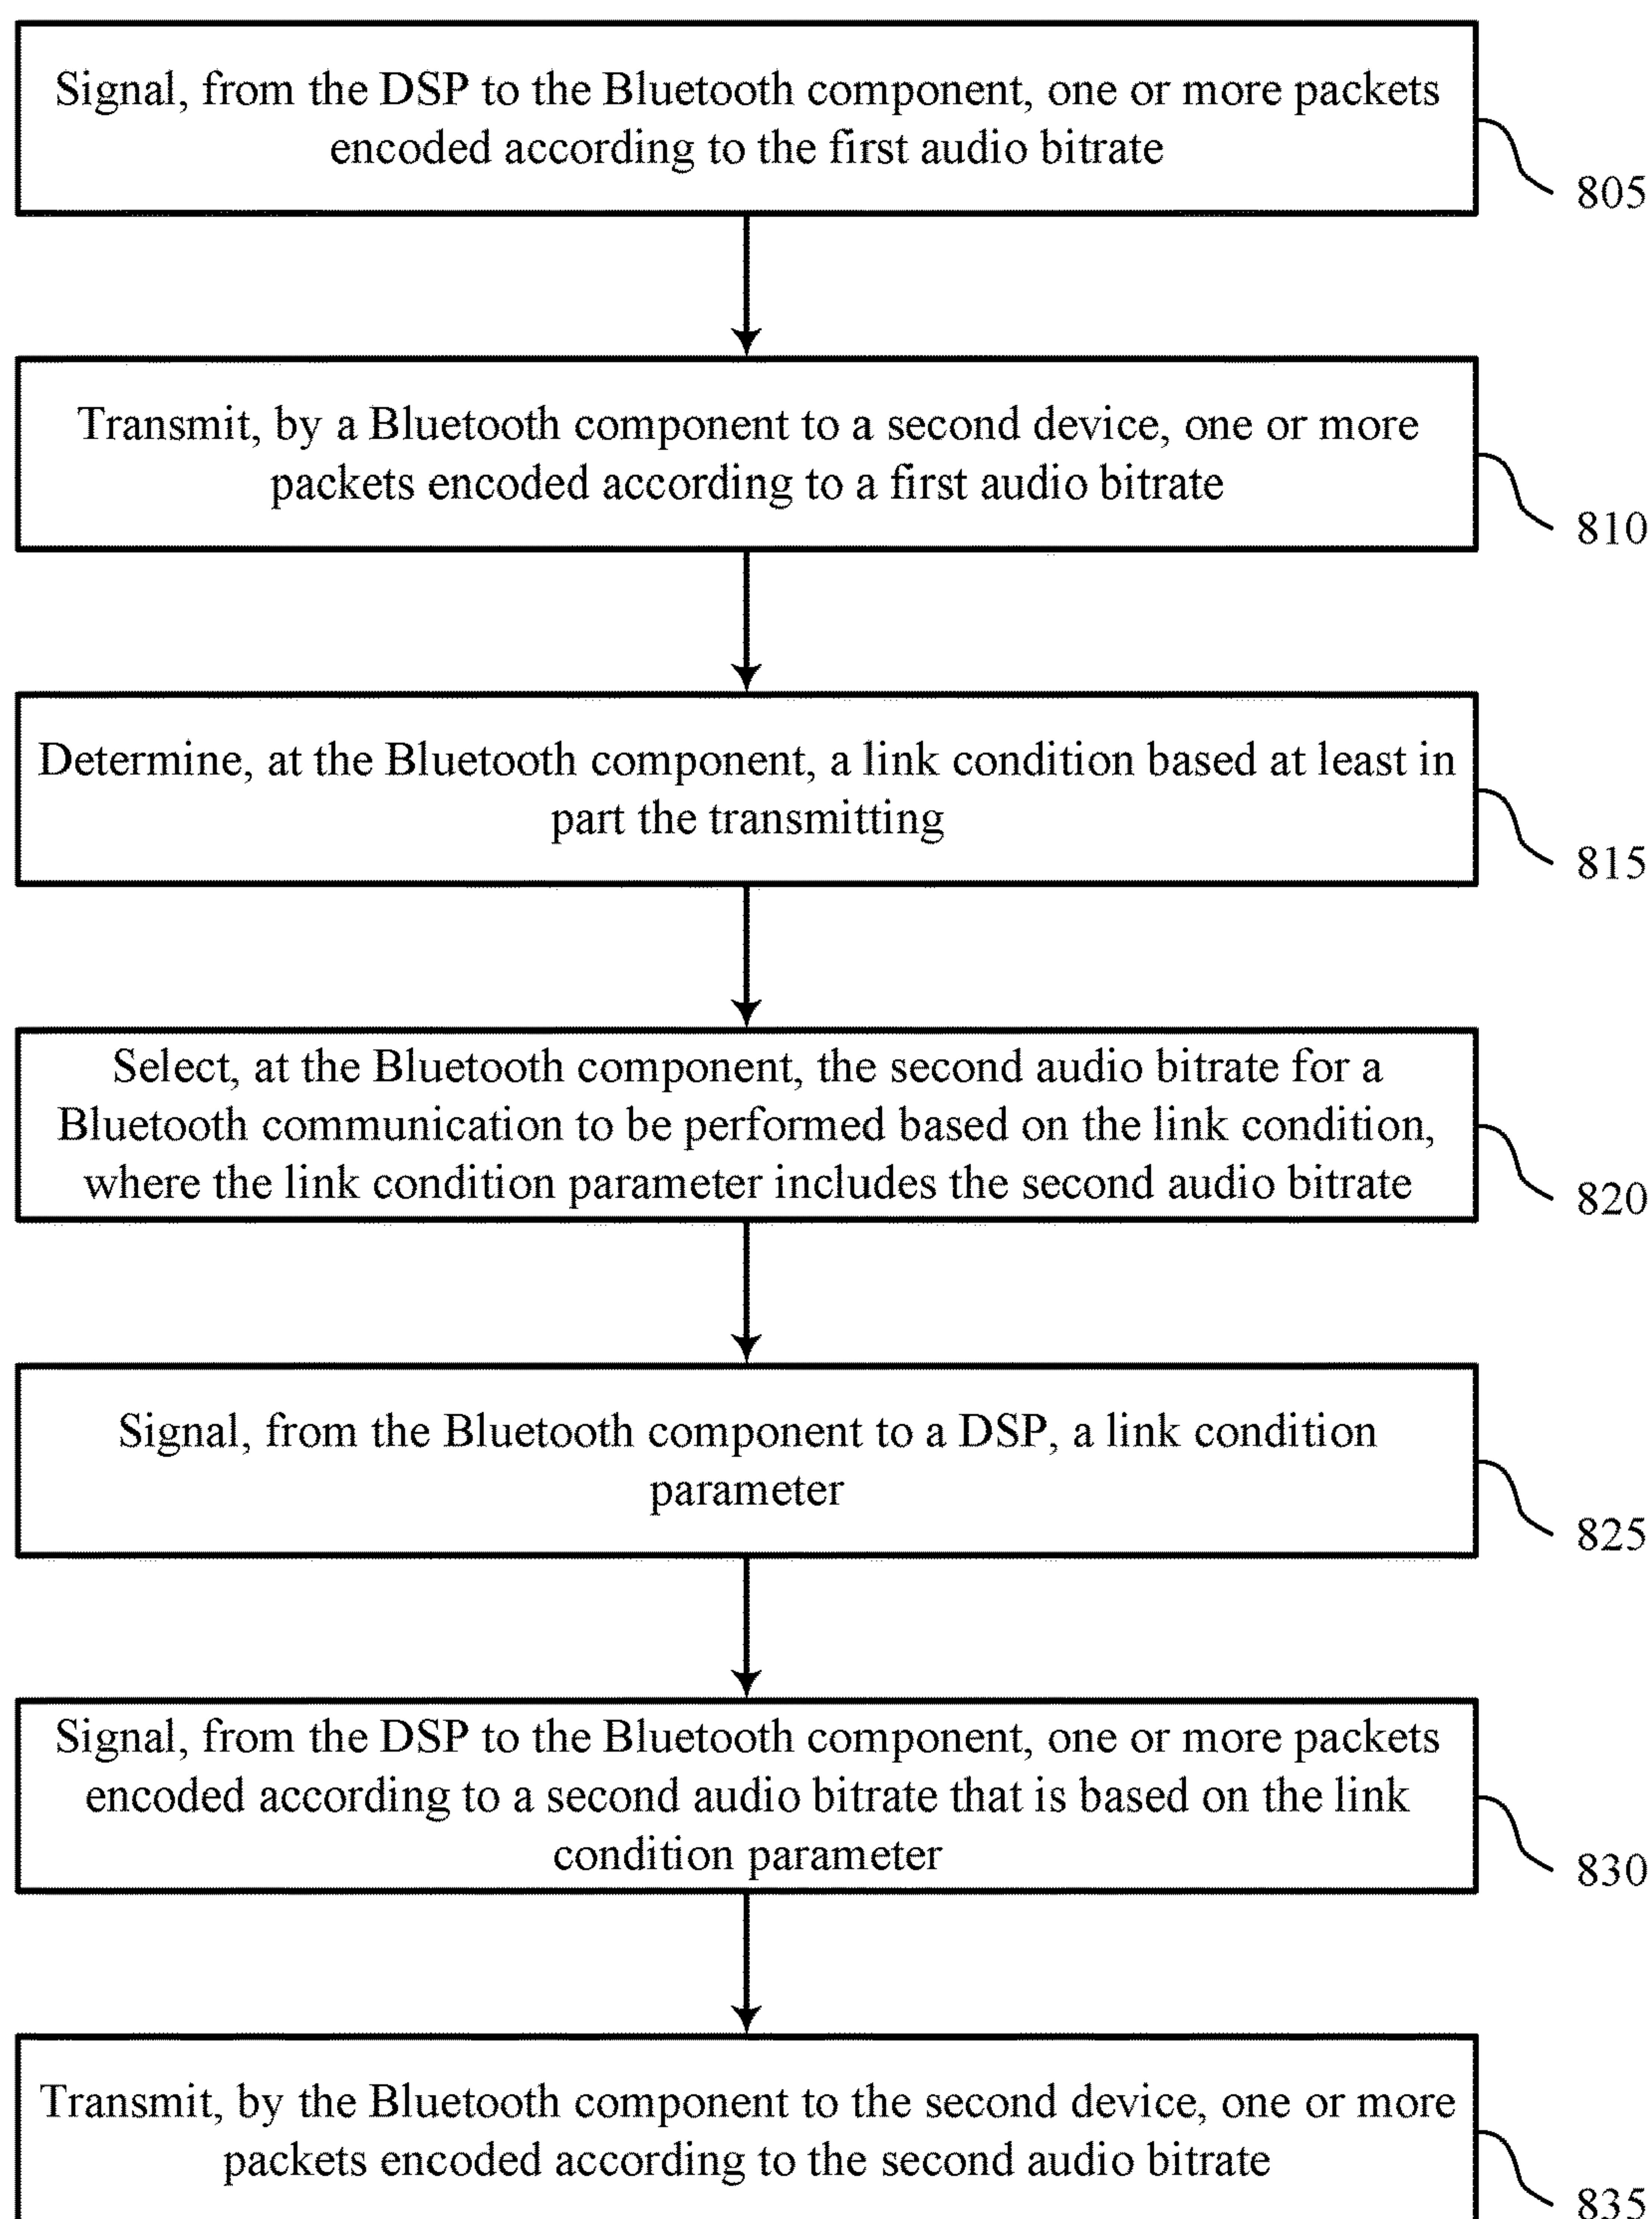 Signal, from the DSP to the Bluetooth component, one or more packets
encoded according to the first audio bitrate
805
Transmit, by a Bluetooth component to a second device, one or more
packets encoded according to a first audio bitrate
810
Determine, at the Bluetooth component, a link condition based at least in
part the transmitting
815
Select, at the Bluetooth component, the second audio bitrate for a
Bluetooth communication to be performed based on the link condition,
where the link condition parameter includes the second audio bitrate
820
Signal, from the Bluetooth component to a DSP, a link condition
parameter
825
Signal, from the DSP to the Bluetooth component, one or more packets
encoded according to a second audio bitrate that is based on the link
condition parameter
830
Transmit, by the Bluetooth component to the second device, one or more
packets encoded according to the second audio bitrate
835